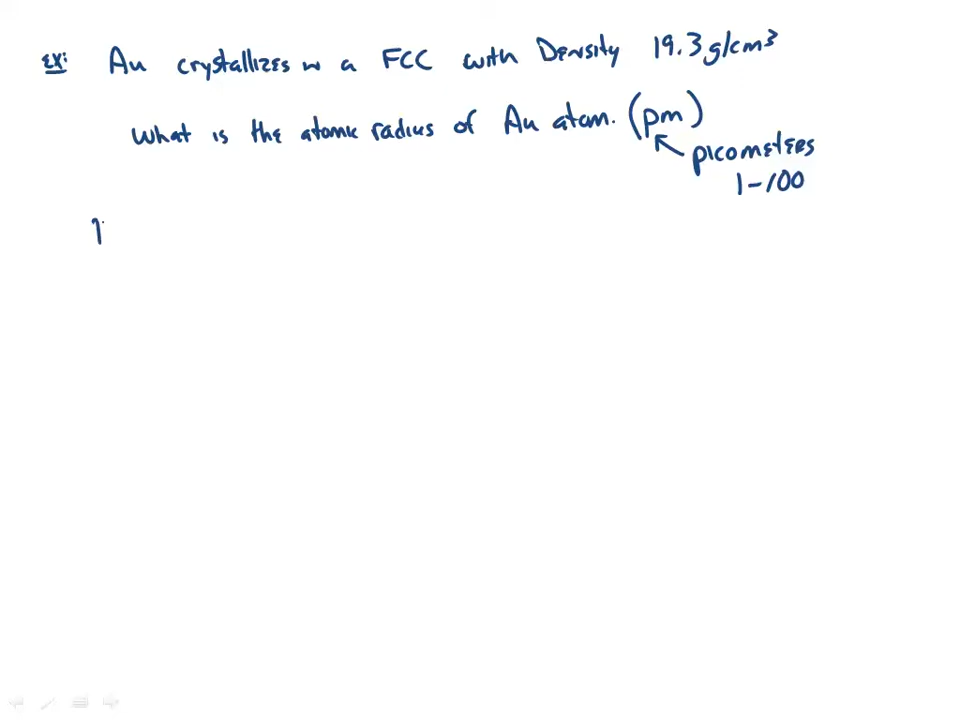 Ex: Au crystallizes in a FCC with Density 19.3 g/cm³
What is the atomic radius of Au atom. (pm)
picometers
1-100
1